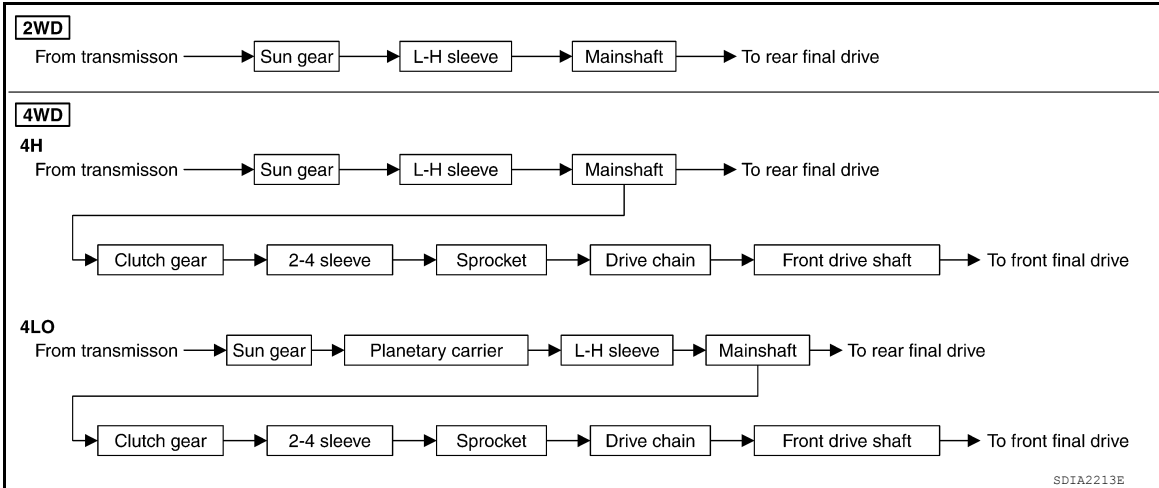 2WD
From transmisson Sun gear L-H sleeve Mainshaft To rear final drive
4WD
4H
From transmisson Sun gear L-H sleeve Mainshaft To rear final drive
Clutch gear 2-4 sleeve Sprocket Drive chain Front drive shaft To front final drive
4LO
From transmisson Sun gear Planetary carrier L-H sleeve Mainshaft To rear final drive
Clutch gear 2-4 sleeve Sprocket Drive chain Front drive shaft To front final drive
SDIA2213E